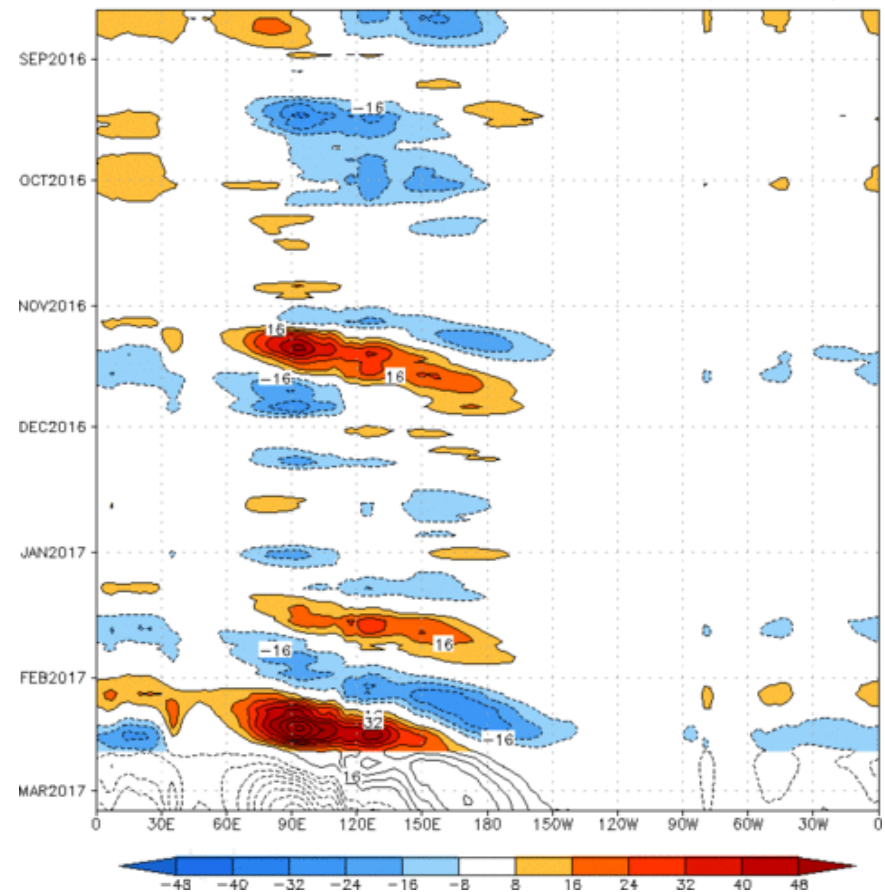 SEP2016
-16
OCT2016
NOV2016
16
-16
16
DEC2016
JAN2017
16
-16
FEB2017
32
-16
16
MAR2017
0 30E 60E 90E 120E 150E 180 150W 120W 90W 60W 30W 0
-48 -40 -32 -24 -16 -8 8 16 24 32 40 48